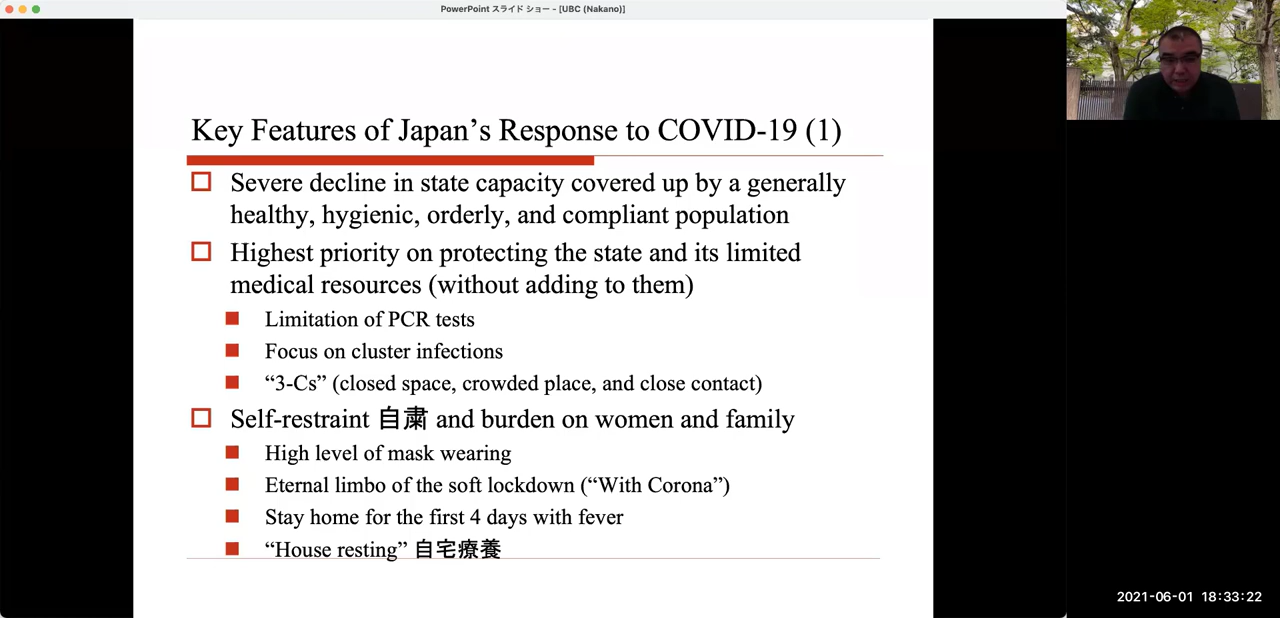 PowerPoint スライド ショー - [UBC (Nakano)]
Key Features of Japan’s Response to COVID-19 (1)
Severe decline in state capacity covered up by a generally
healthy, hygienic, orderly, and compliant population
Highest priority on protecting the state and its limited
medical resources (without adding to them)
Limitation of PCR tests
Focus on cluster infections
“3-Cs” (closed space, crowded place, and close contact)
Self-restraint 自粛 and burden on women and family
High level of mask wearing
Eternal limbo of the soft lockdown (“With Corona”)
Stay home for the first 4 days with fever
“House resting” 自宅療養
2021-06-01 18:33:22